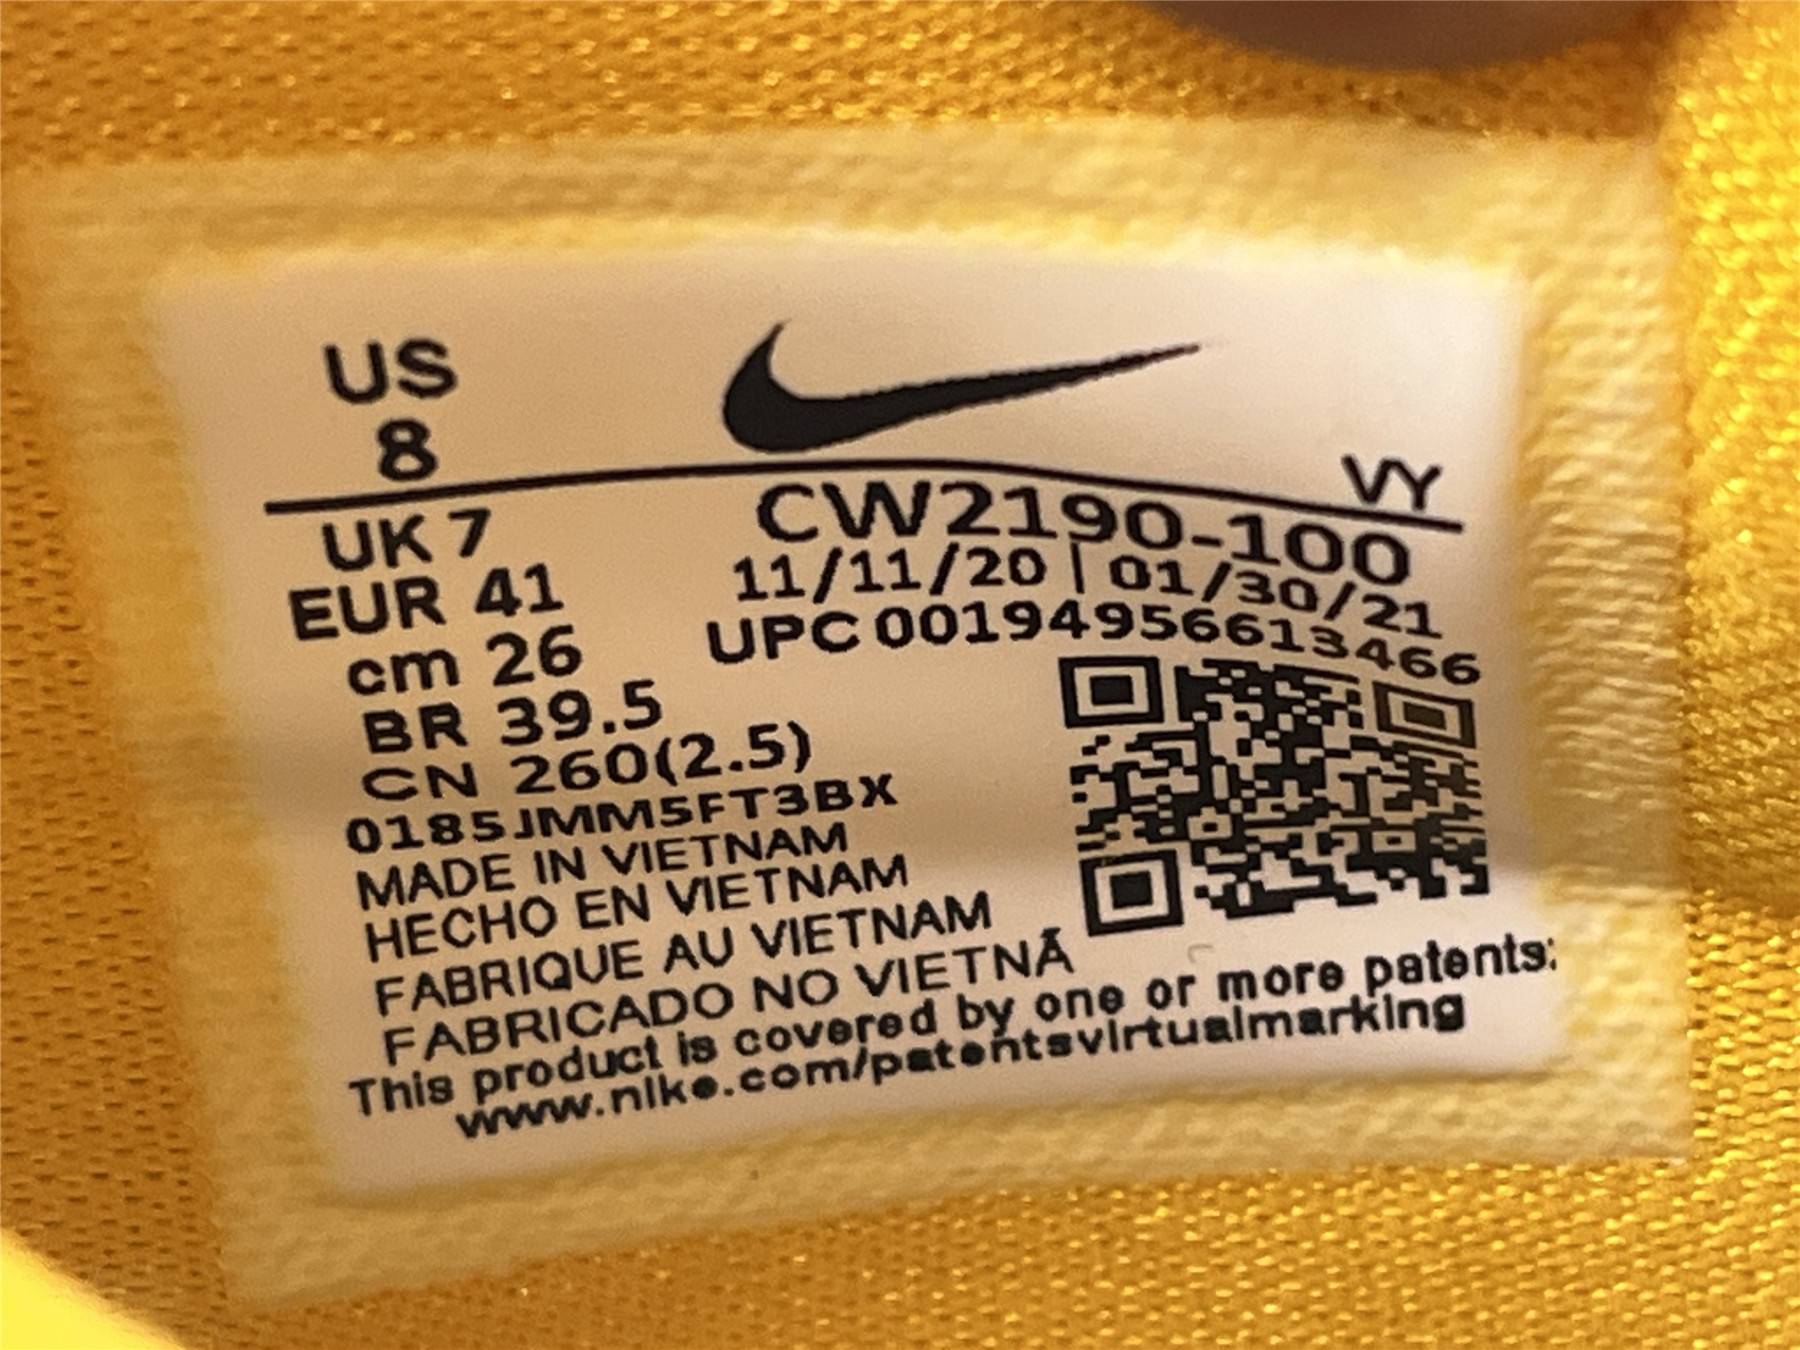 US
8
VY
UK 7
EUR 41
cm 26
BR 39.5
CN 260(2.5)
CW2190-100
11/11/20 | 01/30/21
UPC 00194956613466
0185JMM5FT3BX
MADE IN VIETNAM
HECHO EN VIETNAM
FABRIQUE AU VIETNAM
FABRICADO NO VIETNÃ
This product is covered by one or more patents:
www.nike.com/patentsvirtualmarking